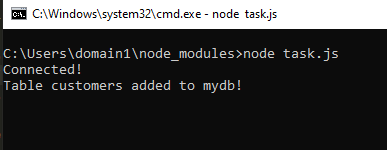 C:\Windows\system32\cmd.exe - node task.js
C:\Users\domain1\node_modules>node task.js
Connected!
Table customers added to mydb!